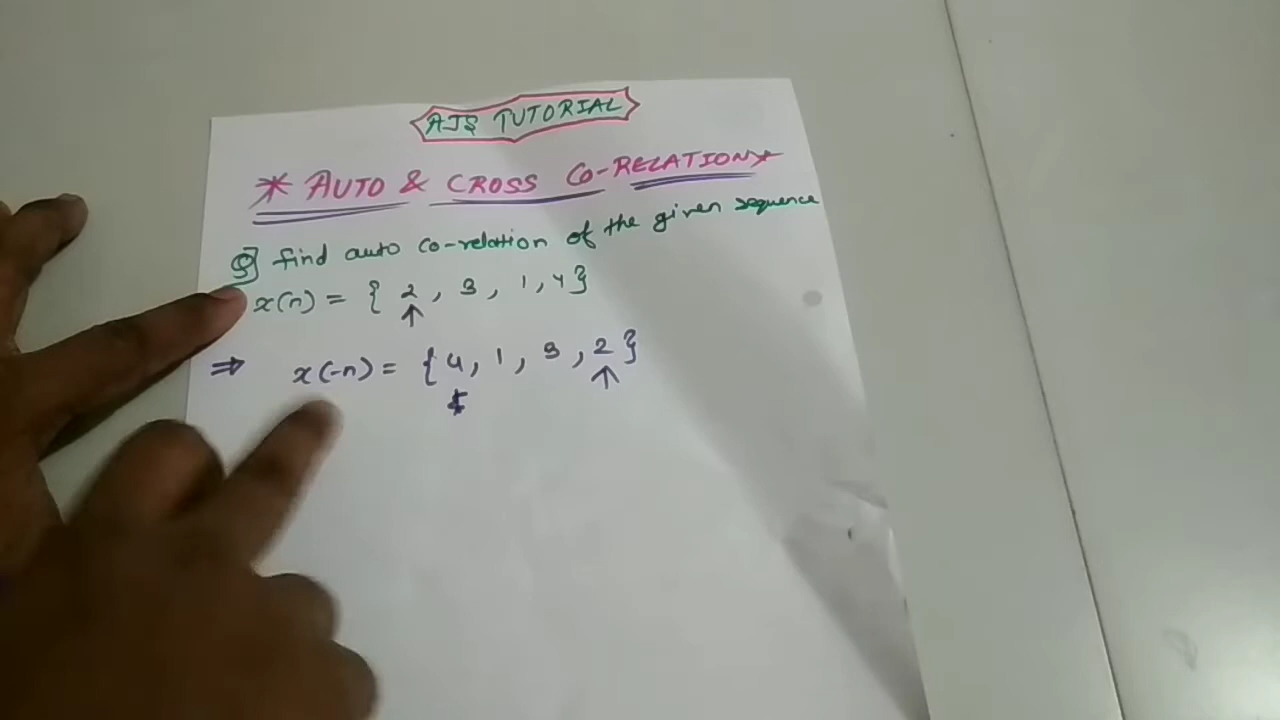 AJS TUTORIAL
* AUTO & CROSS CO-RELATION *
Q] find auto co-relation of the given sequence
x(n) = { 2, 3, 1, 4 }
↑
⇒ x(-n) = { 4, 1, 3, 2 }
↑